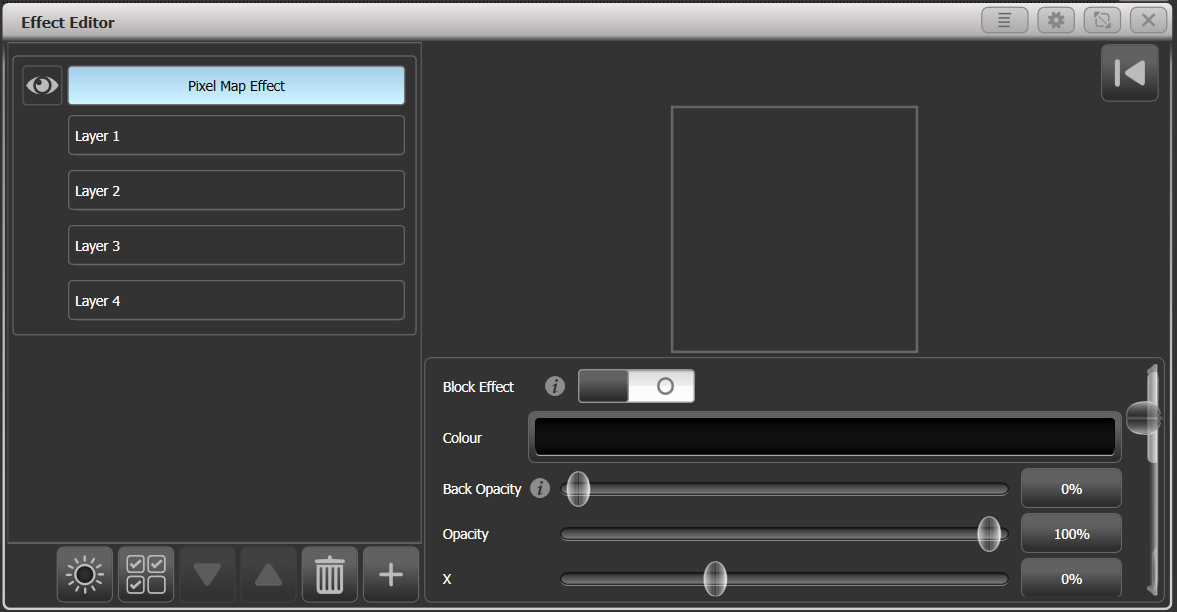 Effect Editor
Pixel Map Effect
Layer 1
Layer 2
Layer 3
Layer 4
Block Effect
Colour
Back Opacity 0%
Opacity 100%
X 0%